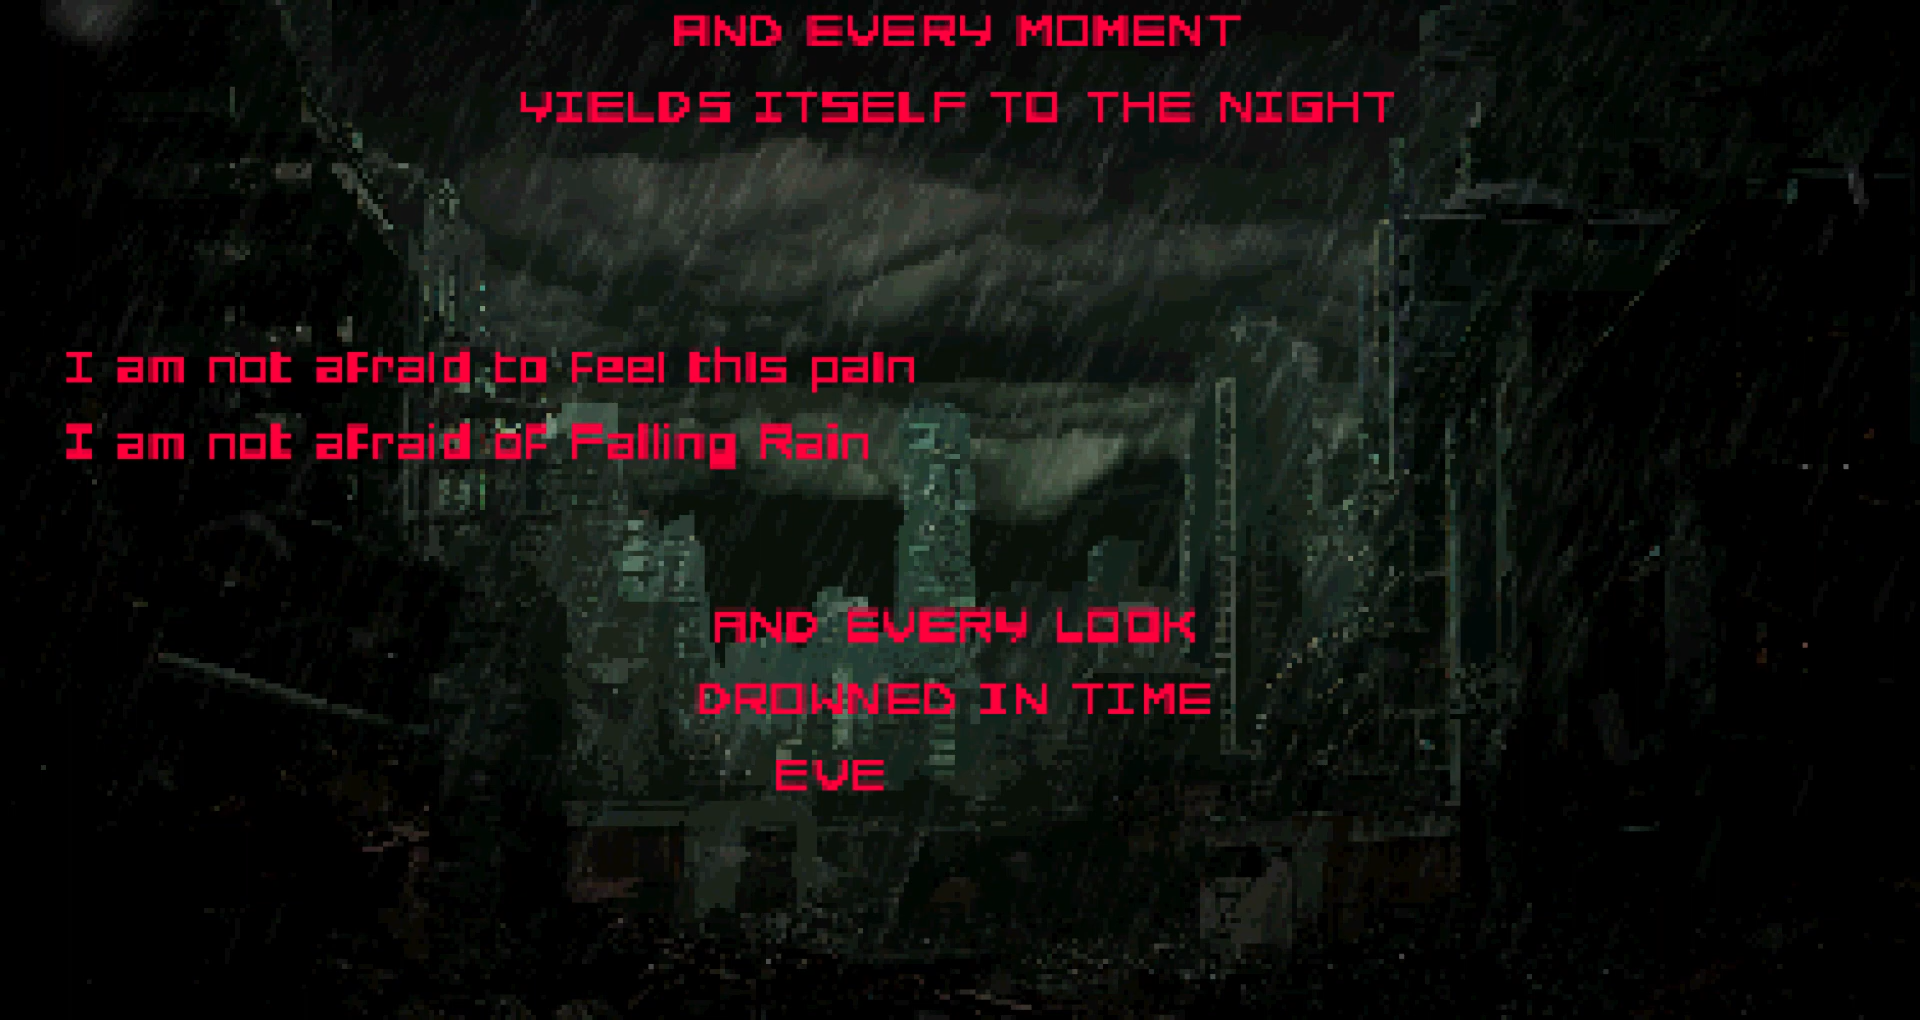 AND EVERY MOMENT
YIELDS ITSELF TO THE NIGHT
I am not afraid to feel this pain
I am not afraid of Falling Rain
AND EVERY LOOK
DROWNED IN TIME
EVE